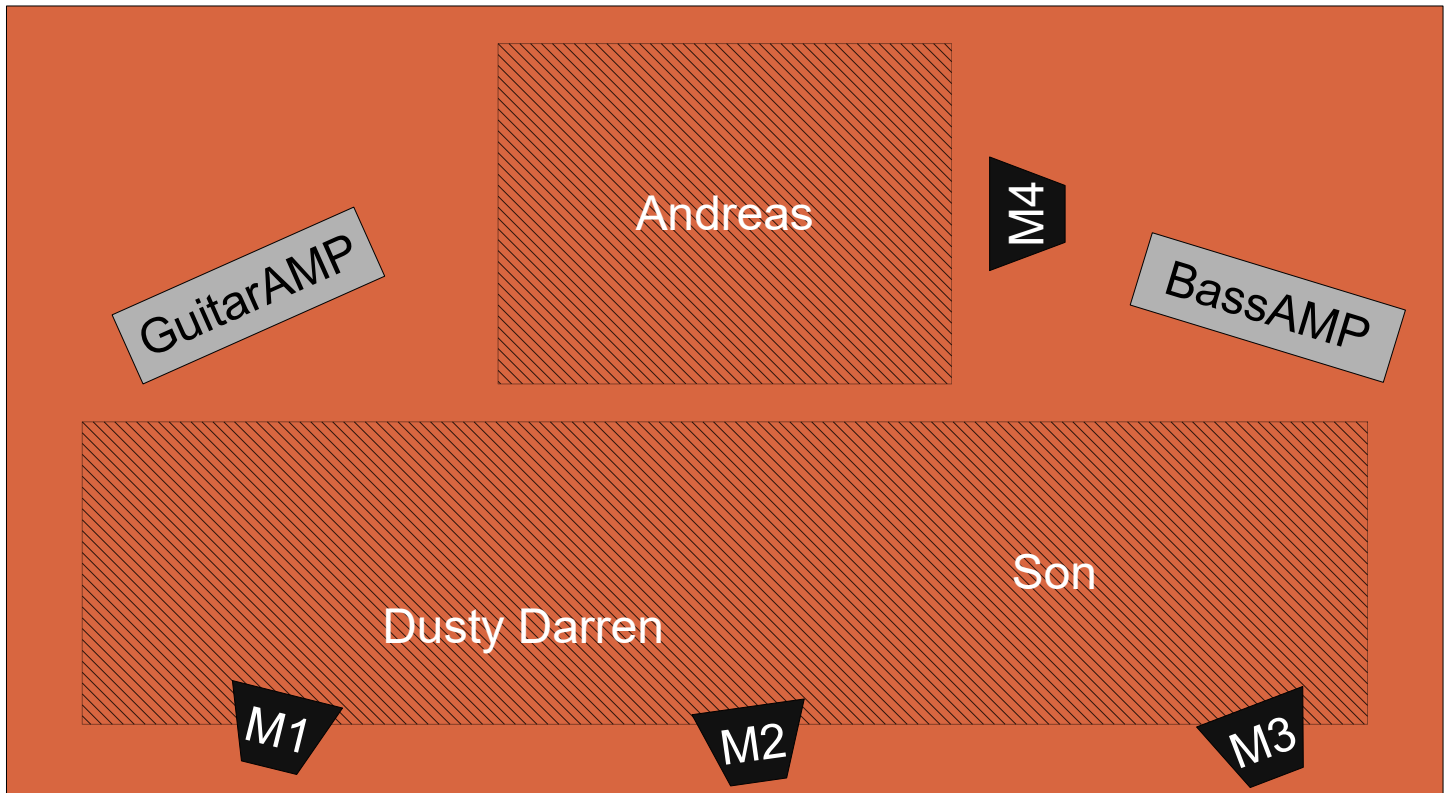 Andreas
M4
GuitarAMP
BassAMP
Son
Dusty Darren
M1
M2
M3